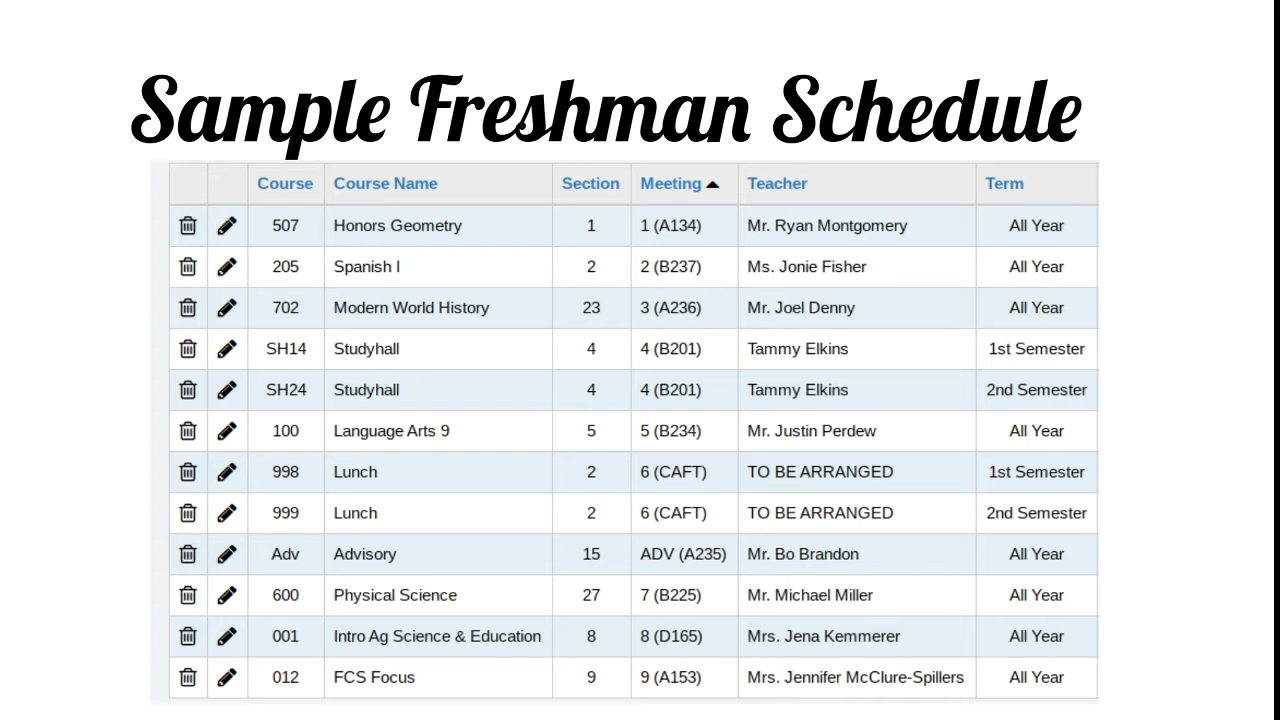 Sample Freshman Schedule
Course Course Name Section Meeting Teacher Term
507 Honors Geometry 1 1 (A134) Mr. Ryan Montgomery All Year
205 Spanish I 2 2 (B237) Ms. Jonie Fisher All Year
702 Modern World History 23 3 (A236) Mr. Joel Denny All Year
SH14 Studyhall 4 4 (B201) Tammy Elkins 1st Semester
SH24 Studyhall 4 4 (B201) Tammy Elkins 2nd Semester
100 Language Arts 9 5 5 (B234) Mr. Justin Perdew All Year
998 Lunch 2 6 (CAFT) TO BE ARRANGED 1st Semester
999 Lunch 2 6 (CAFT) TO BE ARRANGED 2nd Semester
Adv Advisory 15 ADV (A235) Mr. Bo Brandon All Year
600 Physical Science 27 7 (B225) Mr. Michael Miller All Year
001 Intro Ag Science & Education 8 8 (D165) Mrs. Jena Kemmerer All Year
012 FCS Focus 9 9 (A153) Mrs. Jennifer McClure-Spillers All Year